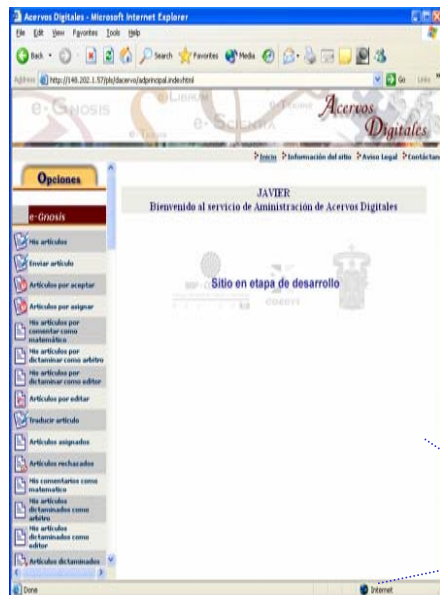 Acervos Digitales - Microsoft Internet Explorer
File Edit View Favorites Tools Help
Back Search Favorites Media
Address http://148.202.1.57/pls/dacervo/adprincipal.indexhtml Go Links
e-Gnosis
Acervos
Digitales
Inicio Información del sitio Aviso Legal Contáctan
Opciones
e-Gnosis
JAVIER
Bienvenido al servicio de Aministración de Acervos Digitales
Sitio en etapa de desarrollo
Mis artículos
Enviar artículo
Artículos por aceptar
Artículos por asignar
Mis artículos por
comentar como
matemático
Mis artículos por
dictaminar como arbitro
Mis artículos por
dictaminar como editor
Artículos por editar
Traducir artículo
Artículos asignados
Artículos rechazados
Mis comentarios como
matematico
Mis artículos
dictaminados como
arbitro
Mis artículos
dictaminados como
editor
Artículos dictaminados
Done Internet